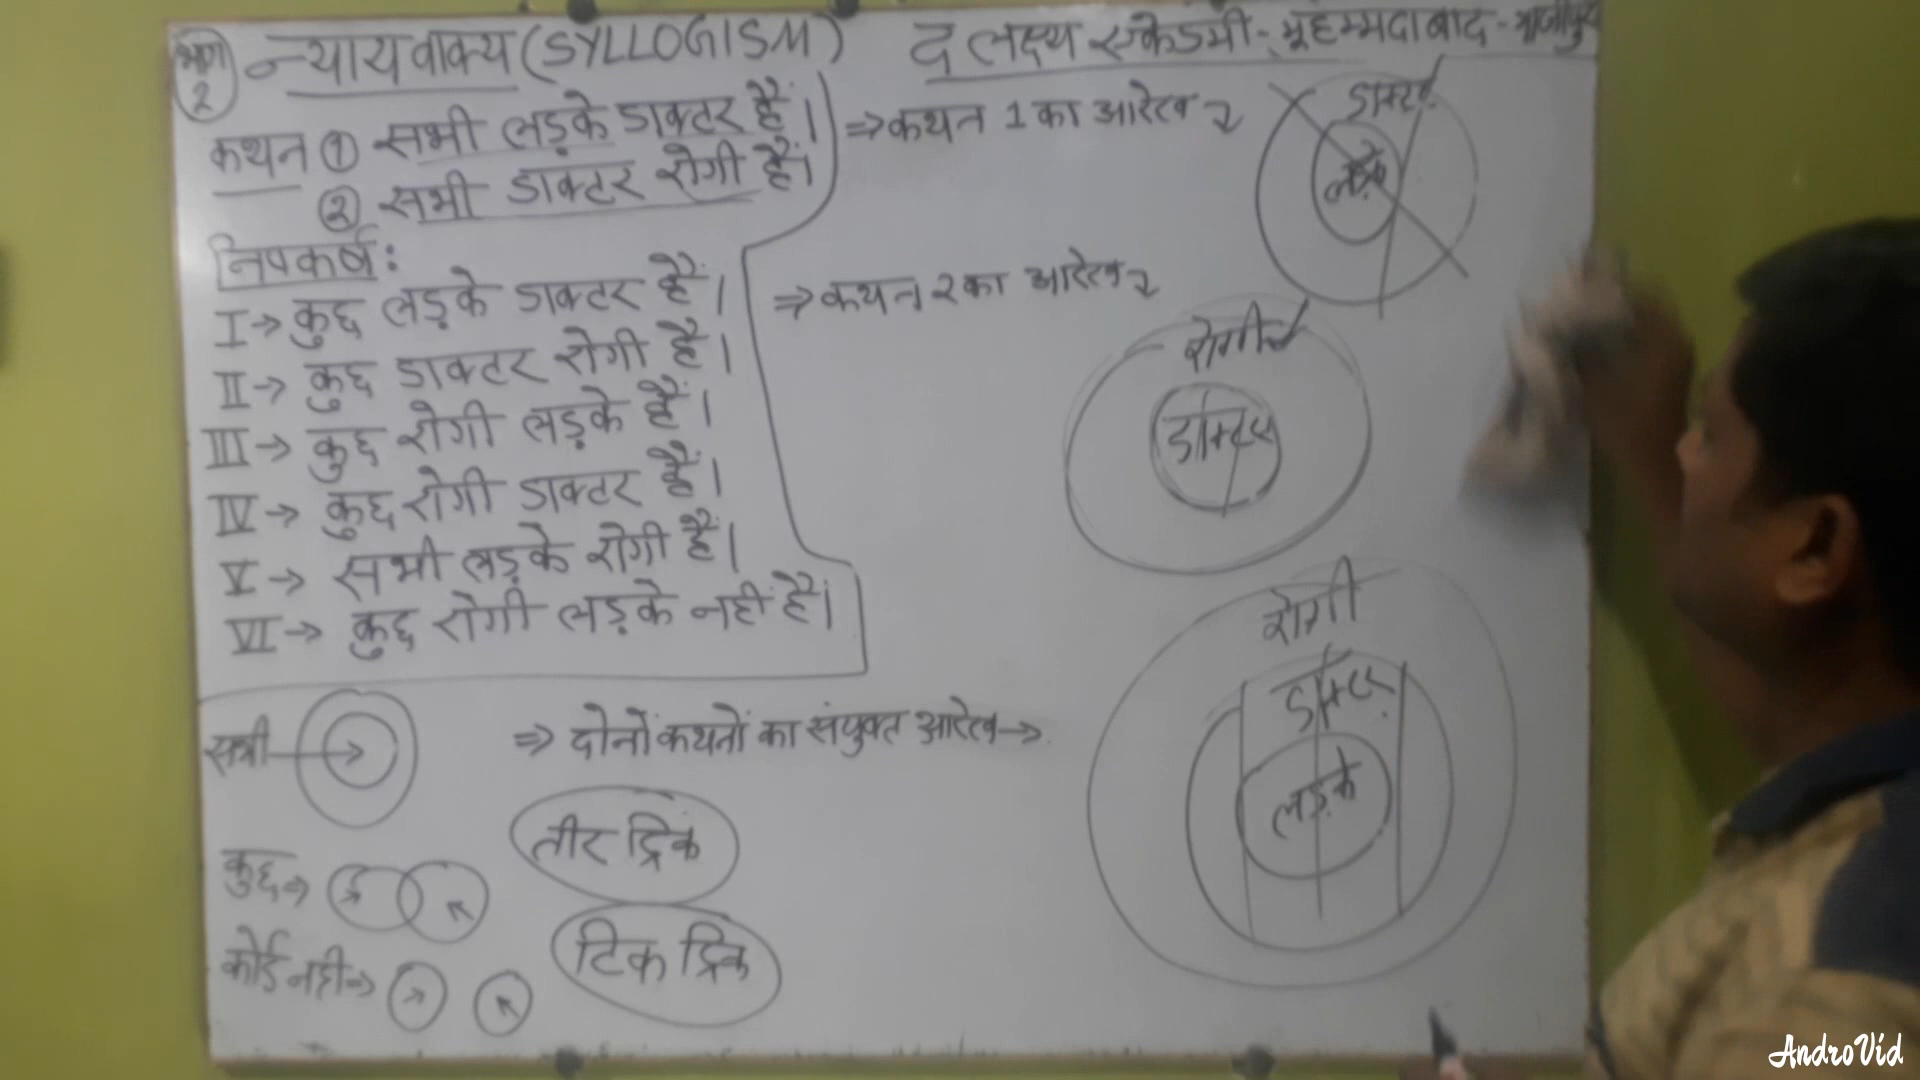 भाग 2
न्यायवाक्य (SYLLOGISM)
द लक्ष्य एकेडमी - मुहम्मदाबाद - गाजीपुर
कथन ① सभी लड़के डाक्टर हैं।
② सभी डाक्टर रोगी हैं।
निष्कर्ष:
I → कुछ लड़के डाक्टर हैं।
II → कुछ डाक्टर रोगी हैं।
III → कुछ रोगी लड़के हैं।
IV → कुछ रोगी डाक्टर हैं।
V → सभी लड़के रोगी हैं।
VI → कुछ रोगी लड़के नहीं हैं।
⇒ कथन 1 का आरेख
डाक्टर
लड़के
⇒ कथन 2 का आरेख
रोगी
डाक्टर
⇒ दोनों कथनों का संयुक्त आरेख →
रोगी
डाक्टर
लड़के
सभी
कुछ ⇒
कोई नही ⇒
तीर ट्रिक
टिक ट्रिक
AndroVid